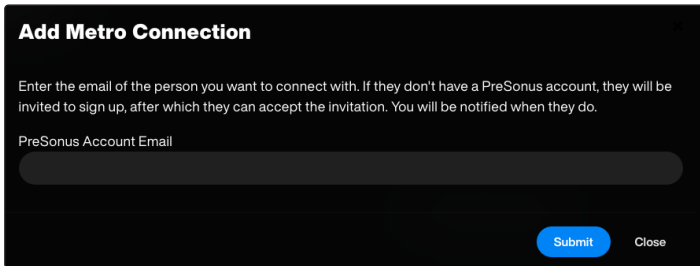 Add Metro Connection
Enter the email of the person you want to connect with. If they don't have a PreSonus account, they will be
invited to sign up, after which they can accept the invitation. You will be notified when they do.
PreSonus Account Email
Submit
Close